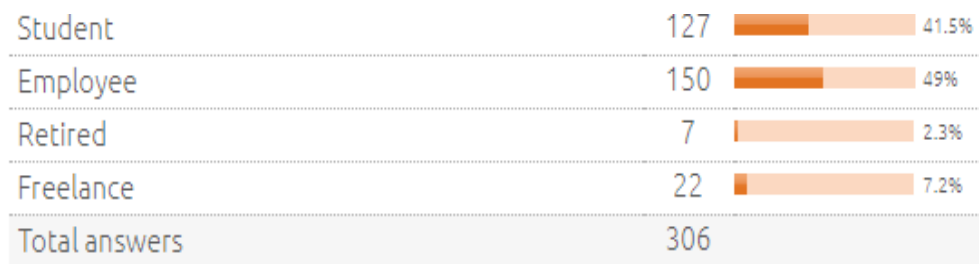 Student 127 41.5%
Employee 150 49%
Retired 7 2.3%
Freelance 22 7.2%
Total answers 306